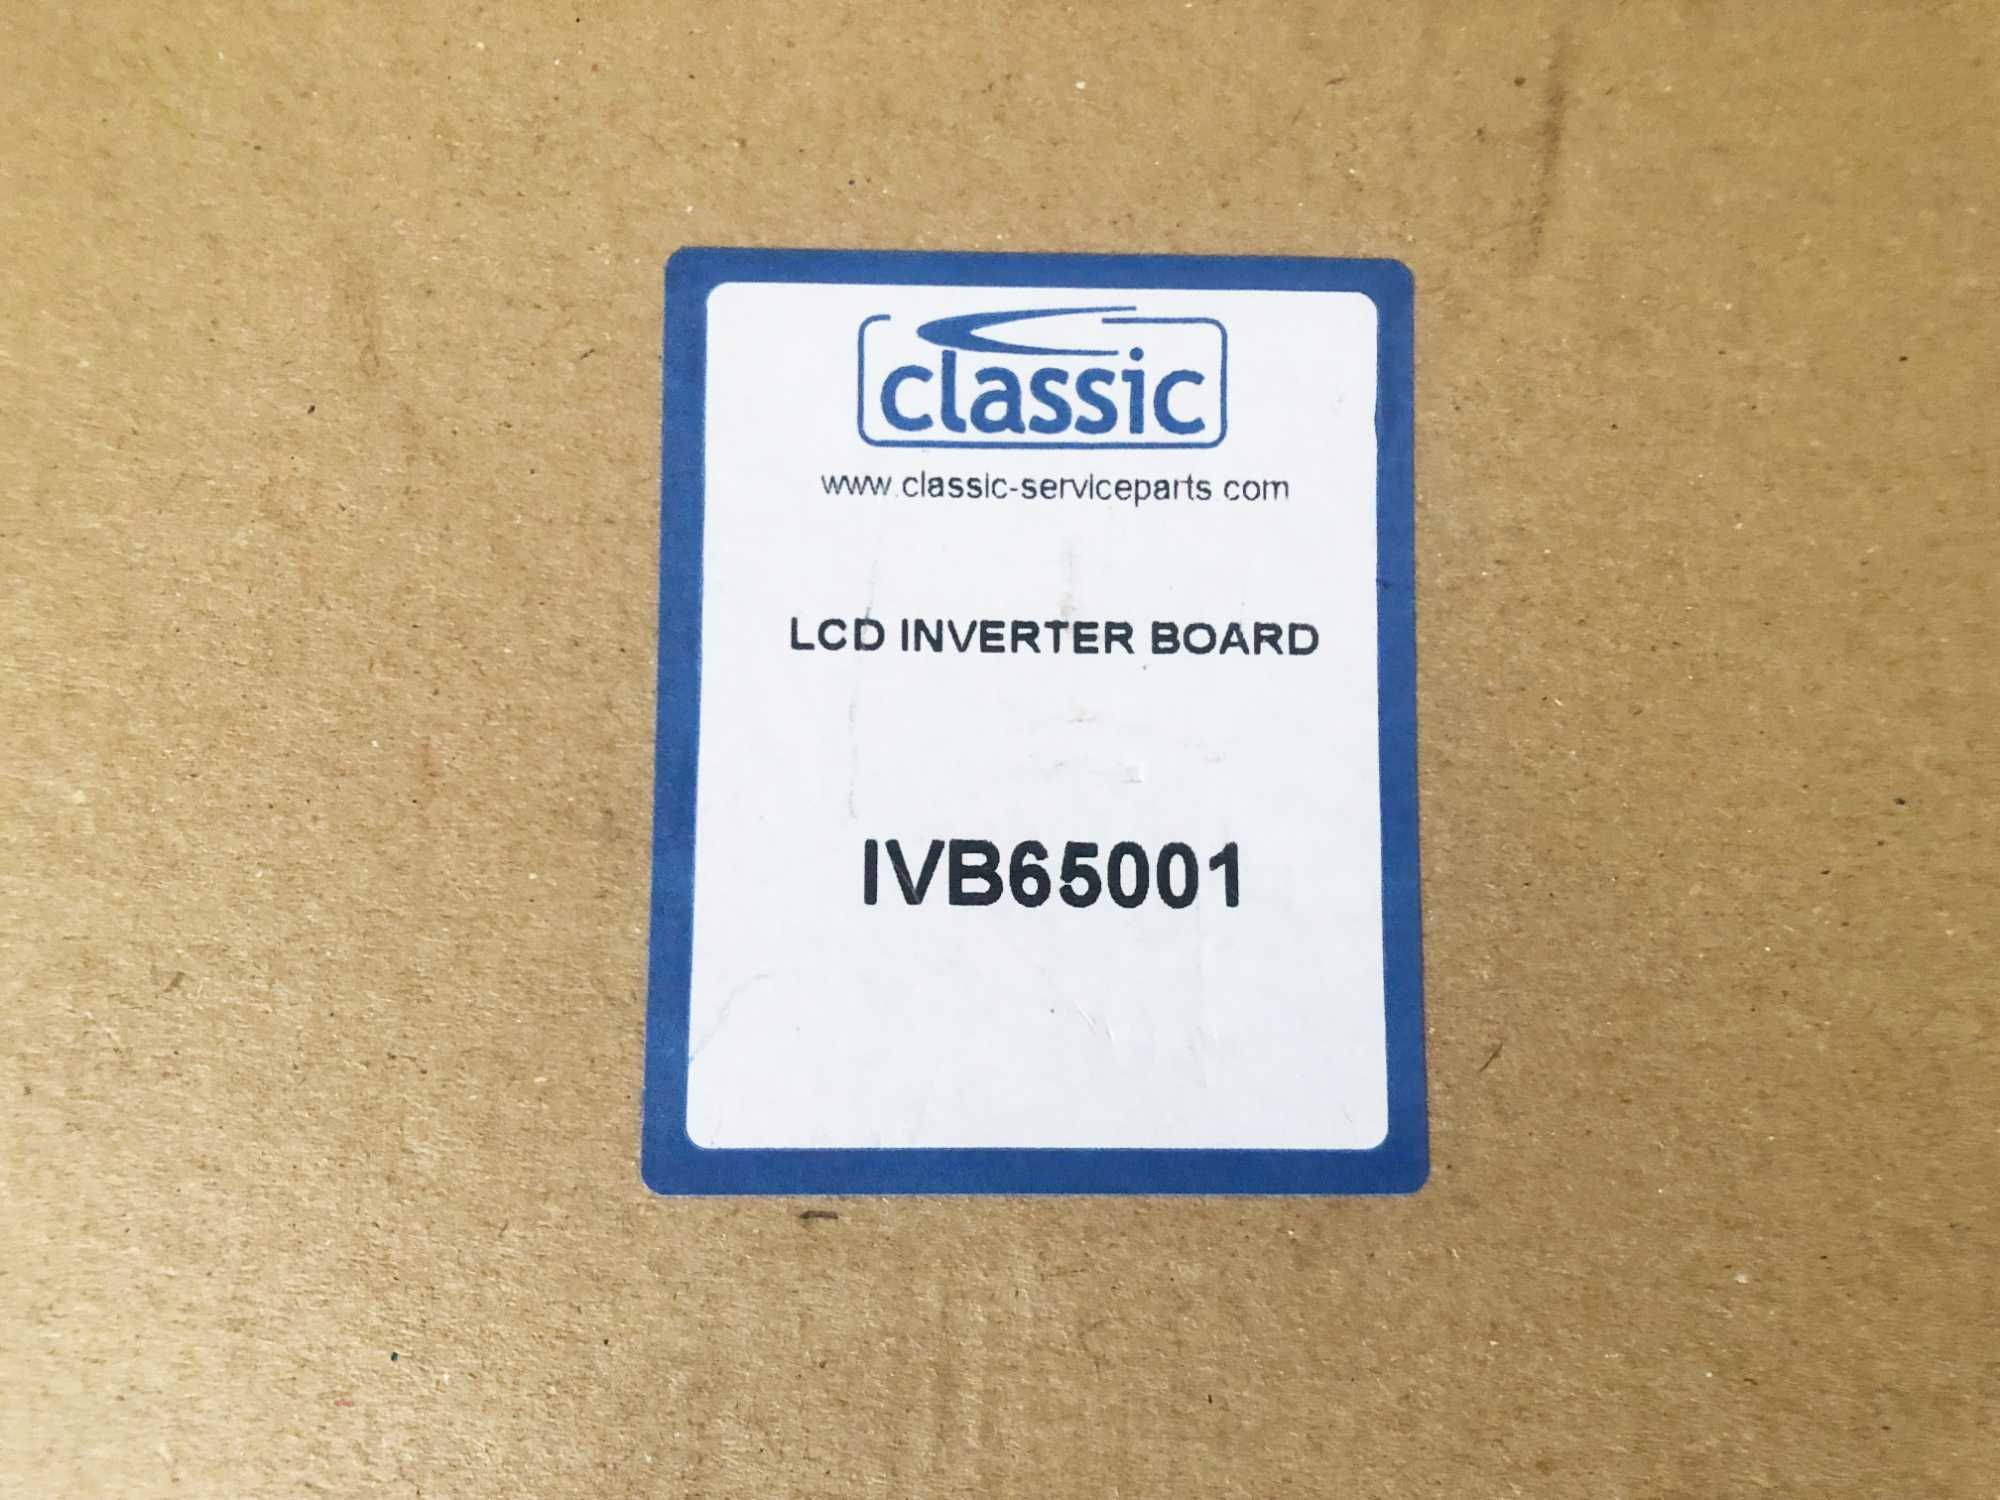 classic
www.classic-serviceparts.com
LCD INVERTER BOARD
IVB65001